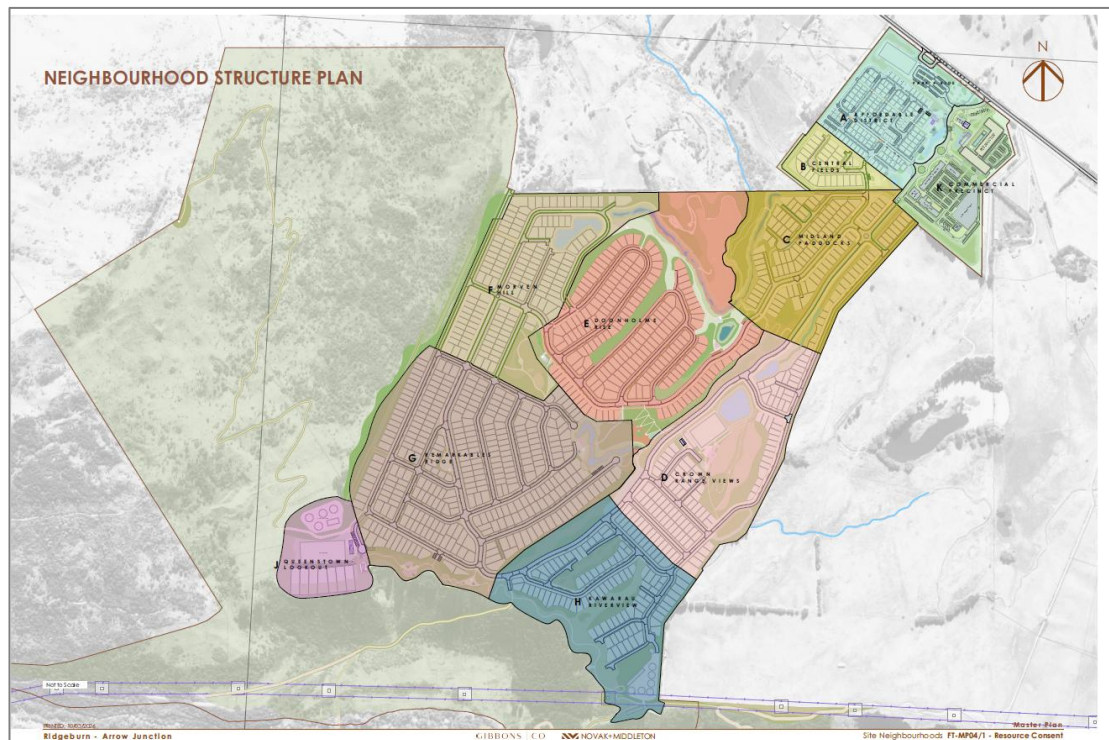 NEIGHBOURHOOD STRUCTURE PLAN
N
A AFFORDABLE
DISTRICT
B CENTRAL
FIELDS
K COMMERCIAL
PRECINCT
C MIDLAND
PADDOCKS
F MORVEN
HILL
E DOONHOLME
RISE
G REMARKABLES
RIDGE
D CROWN
RANGE VIEWS
J QUEENSTOWN
LOOKOUT
H KAWARAU
RIVERVIEW
Not to Scale
Master Plan
Ridgeburn - Arrow Junction
GIBBONS CO
NOVAK+MIDDLETON
Site Neighbourhoods FT-MP04/1 - Resource Consent